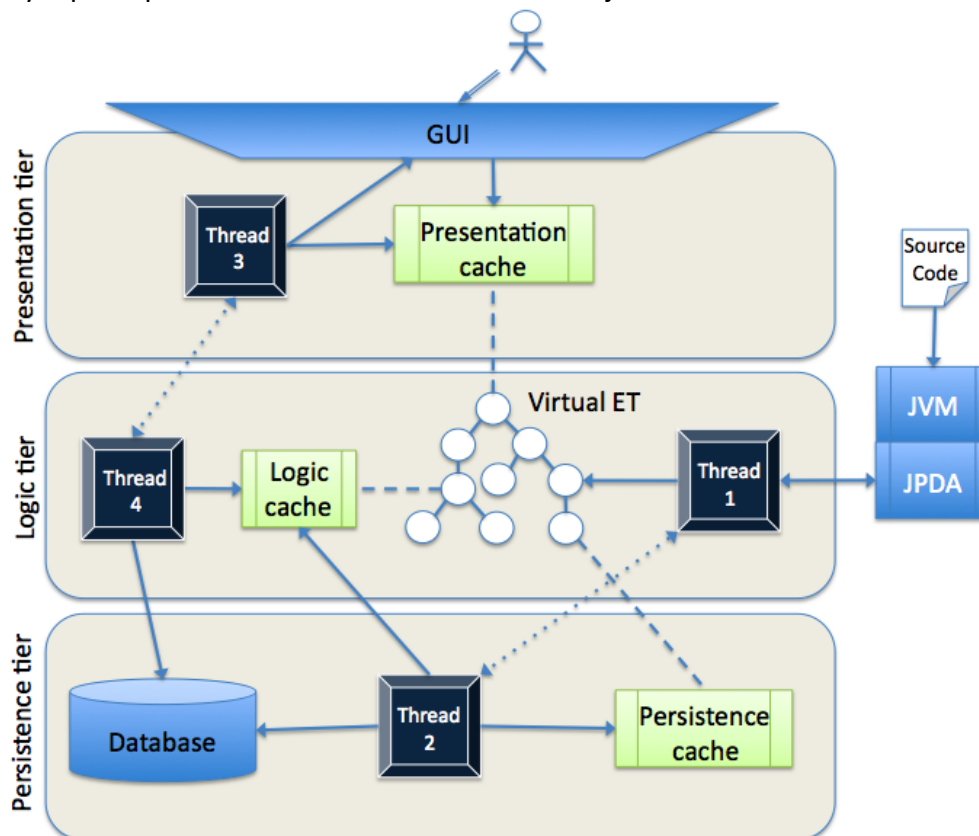 GUI
Presentation tier
Thread
3
Presentation
cache
Source
Code
Logic tier
Virtual ET
Thread
4
Logic
cache
Thread
1
JVM
JPDA
Persistence tier
Database
Thread
2
Persistence
cache